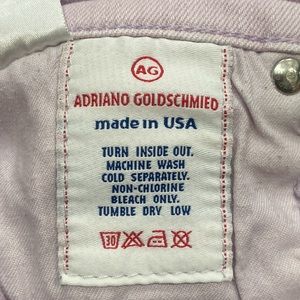 AG
ADRIANO GOLDSCHMIED
made in USA
TURN INSIDE OUT.
MACHINE WASH
COLD SEPARATELY.
NON-CHLORINE
BLEACH ONLY.
TUMBLE DRY LOW
30